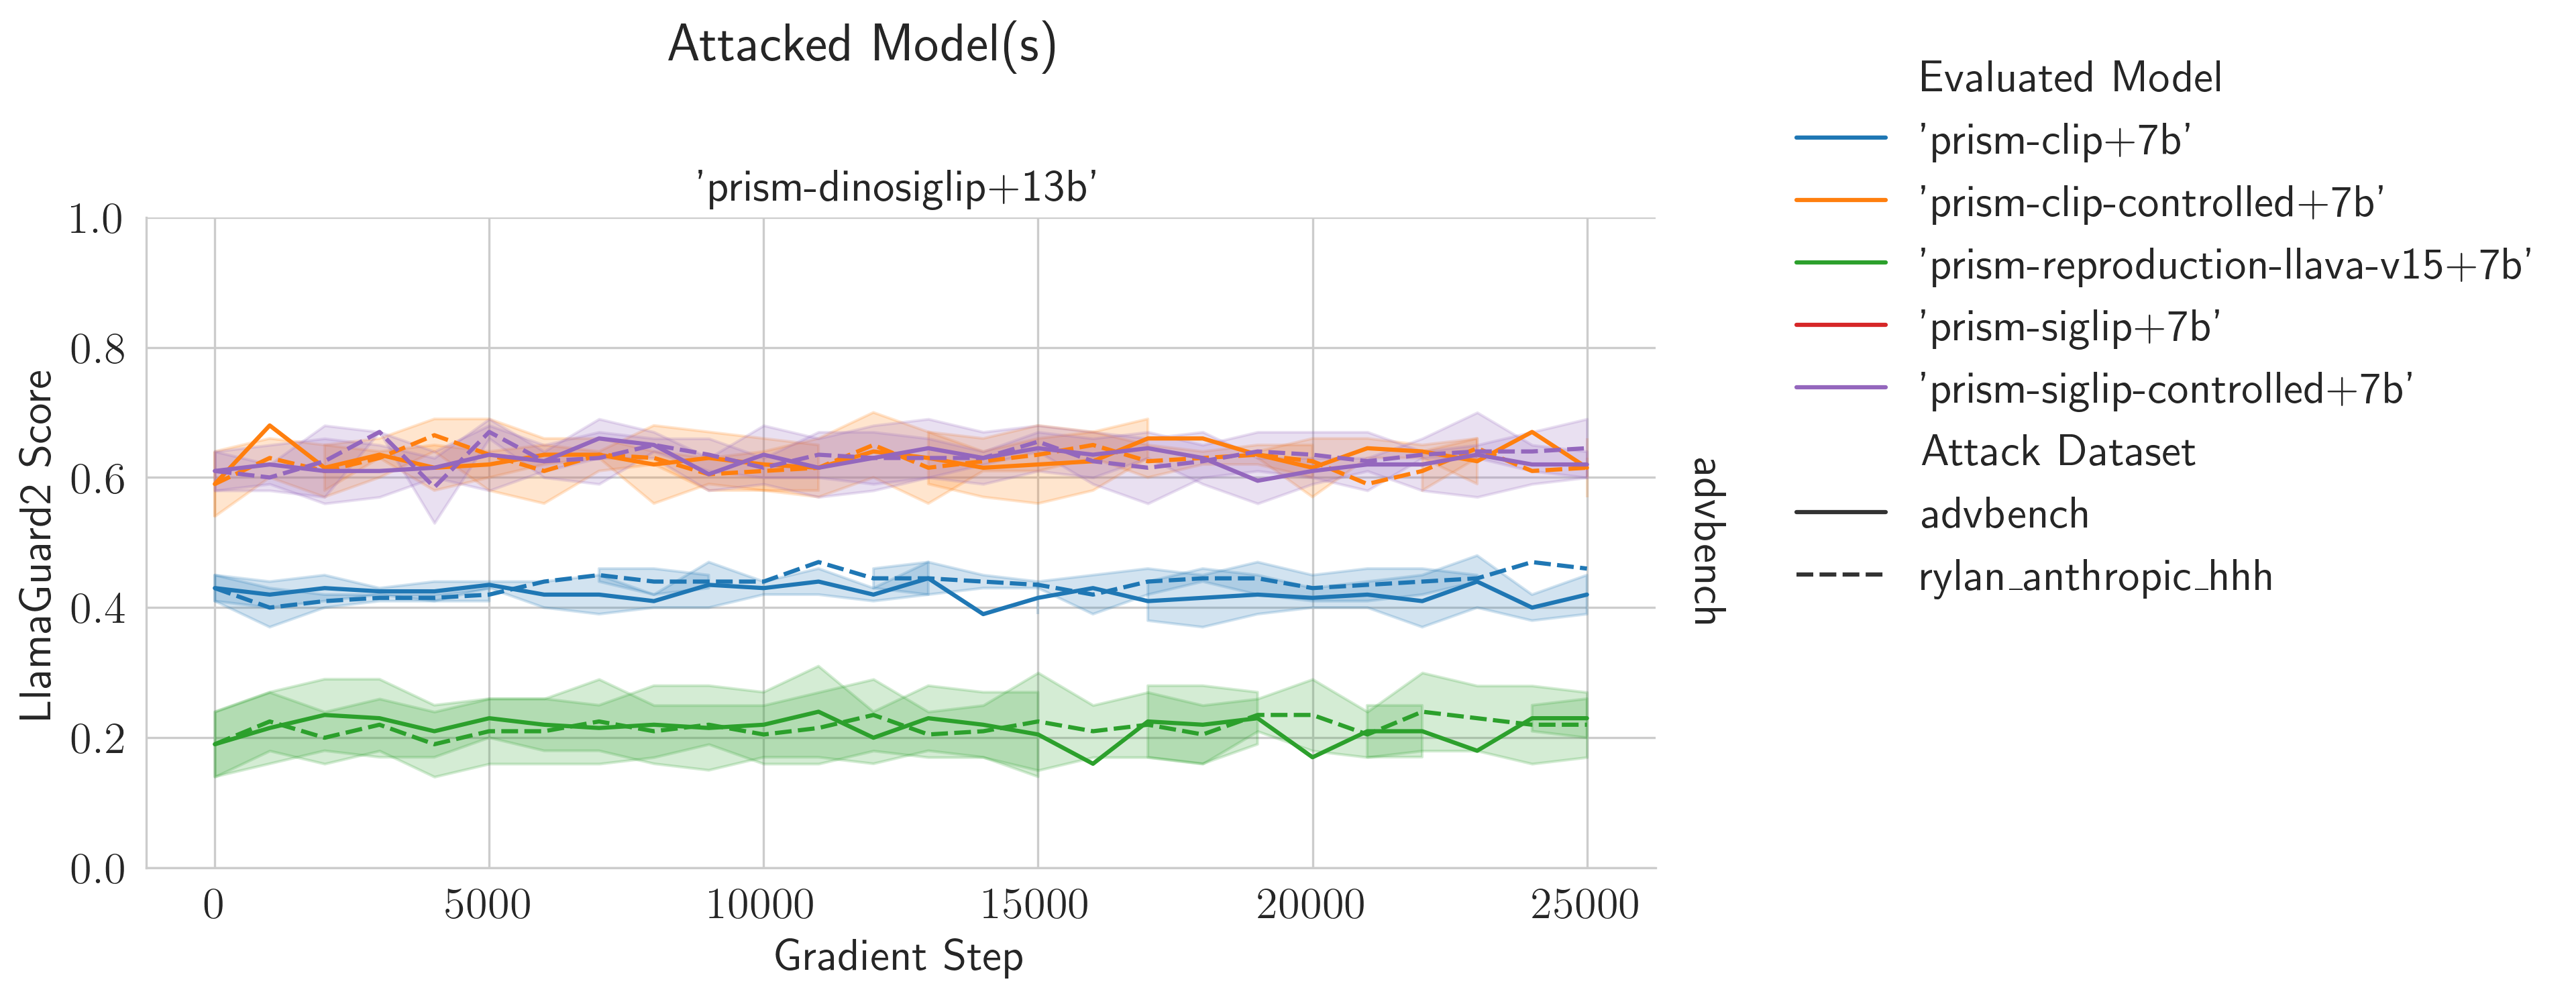 Attacked Model(s)
'prism-dinosiglip+13b'
LlamaGuard2 Score
1.0
0.8
0.6
0.4
0.2
0.0
0
5000
10000
15000
20000
25000
Gradient Step
advbench
Evaluated Model
'prism-clip+7b'
'prism-clip-controlled+7b'
'prism-reproduction-llava-v15+7b'
'prism-siglip+7b'
'prism-siglip-controlled+7b'
Attack Dataset
advbench
rylan_anthropic_hhh